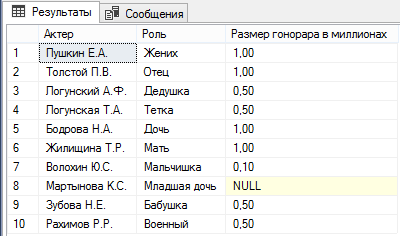 Результаты Сообщения
Актер Роль Размер гонорара в миллионах
1 Пушкин Е.А. Жених 1,00
2 Толстой П.В. Отец 1,00
3 Логунский А.Ф. Дедушка 0,50
4 Логунская Т.А. Тетка 0,50
5 Бодрова Н.А. Дочь 1,00
6 Жилищина Т.Р. Мать 1,00
7 Волохин Ю.С. Мальчишка 0,10
8 Мартынова К.С. Младшая дочь NULL
9 Зубова Н.Е. Бабушка 0,50
10 Рахимов Р.Р. Военный 0,50